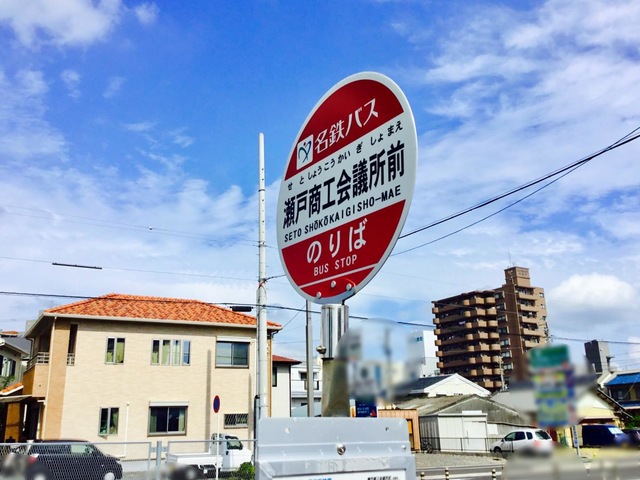 名鉄バス
せとしょうこうかいぎしょまえ
瀬戸商工会議所前
SETO SHŌKŌKAIGISHO-MAE
のりば
BUS STOP